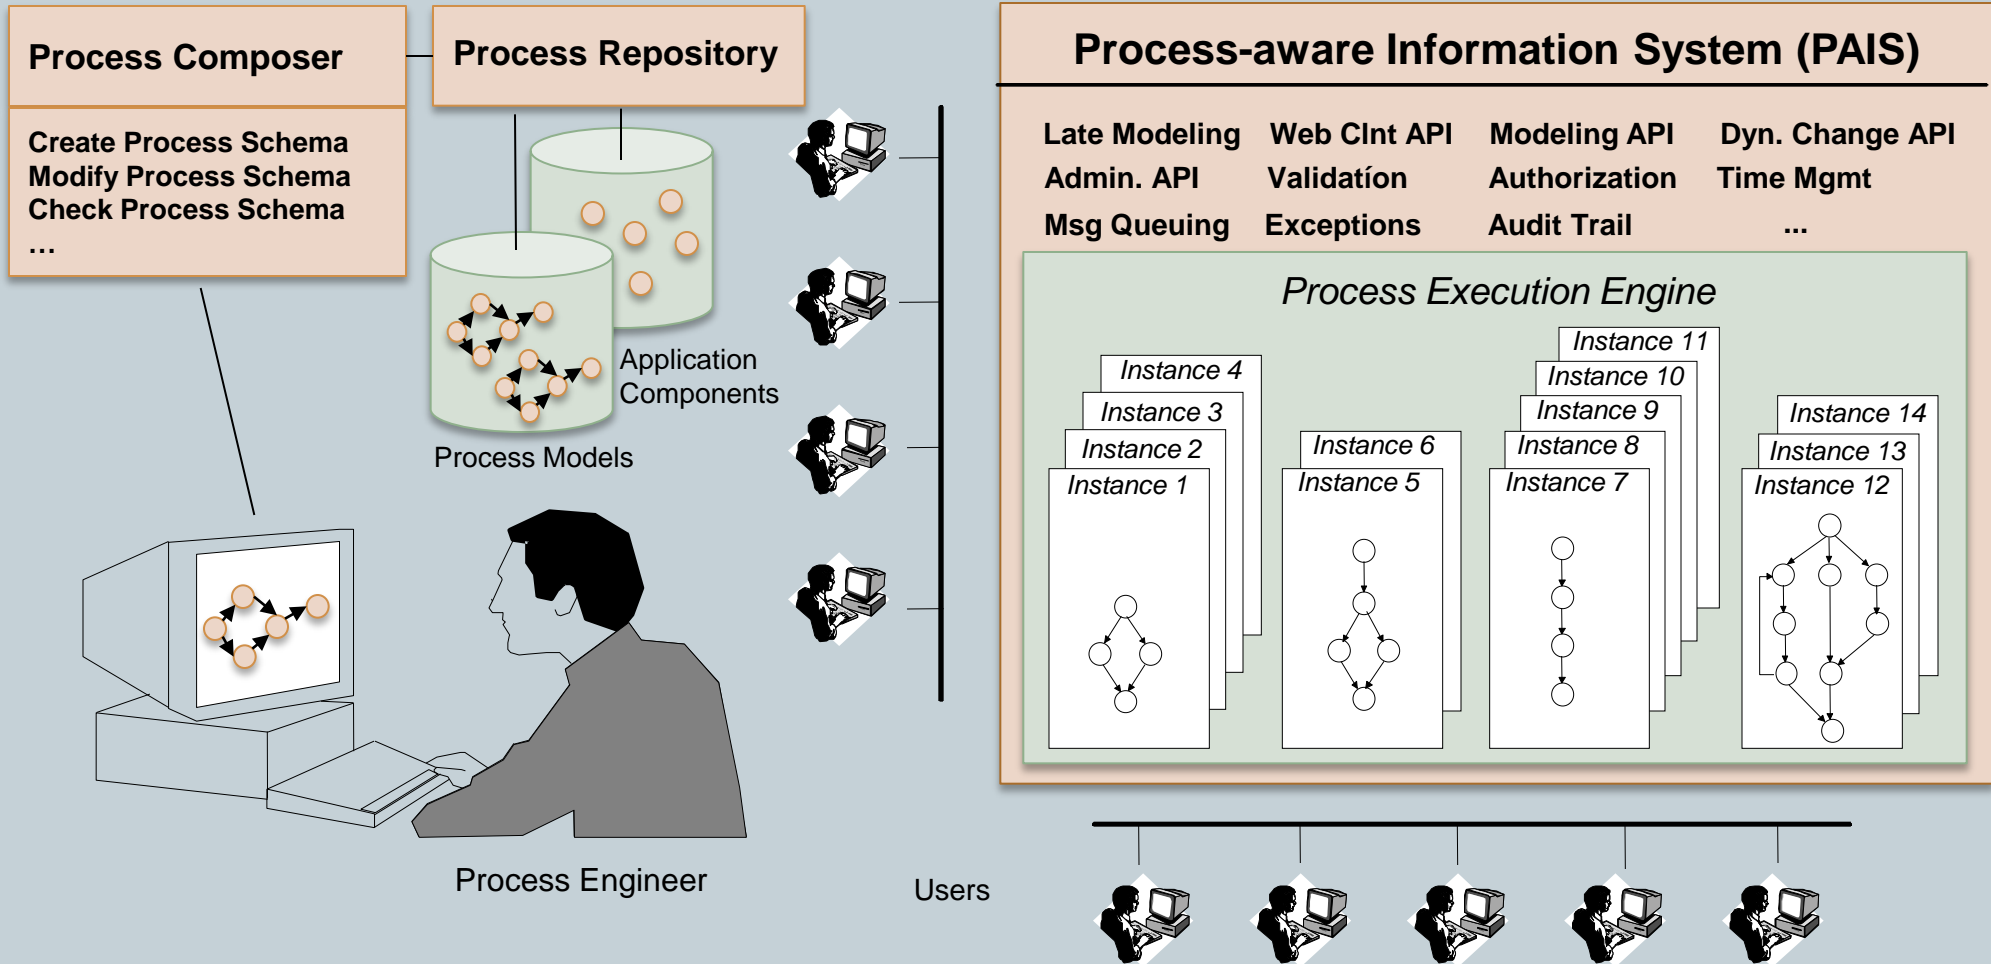 Process Composer
Create Process Schema
Modify Process Schema
Check Process Schema
…
Process Repository
Application
Components
Process Models
Process Engineer
Users
Process-aware Information System (PAIS)
Late Modeling Web Clnt API Modeling API Dyn. Change API
Admin. API Validatíon Authorization Time Mgmt
Msg Queuing Exceptions Audit Trail ...
Process Execution Engine
Instance 4
Instance 3
Instance 2
Instance 1
Instance 6
Instance 5
Instance 11
Instance 10
Instance 9
Instance 8
Instance 7
Instance 14
Instance 13
Instance 12